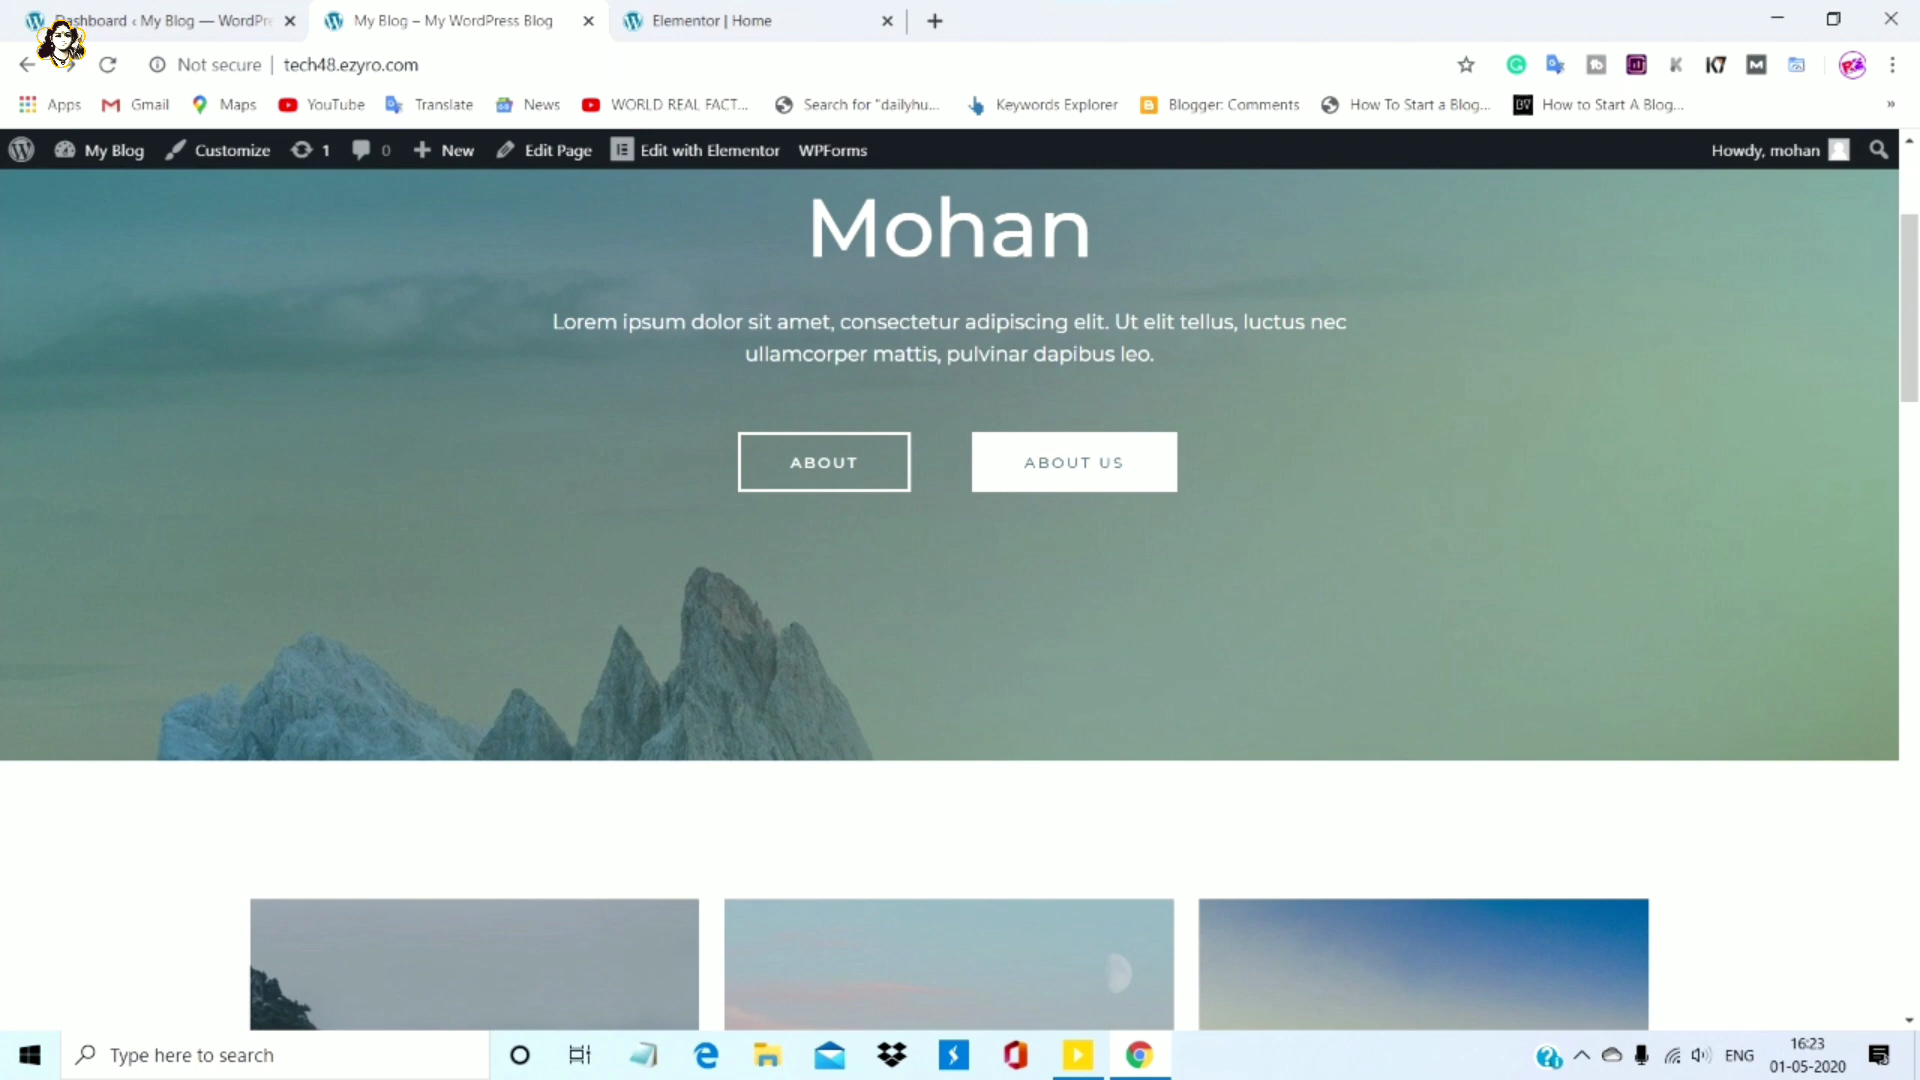 Dashboard ‹ My Blog — WordPre
My Blog – My WordPress Blog
Elementor | Home
Not secure | tech48.ezyro.com
Apps
Gmail
Maps
YouTube
Translate
News
WORLD REAL FACT...
Search for "dailyhu...
Keywords Explorer
Blogger: Comments
How To Start a Blog...
How to Start A Blog...
My Blog
Customize
1
0
New
Edit Page
Edit with Elementor
WPForms
Howdy, mohan
Mohan
Lorem ipsum dolor sit amet, consectetur adipiscing elit. Ut elit tellus, luctus nec
ullamcorper mattis, pulvinar dapibus leo.
ABOUT
ABOUT US
Type here to search
ENG
16:23
01-05-2020